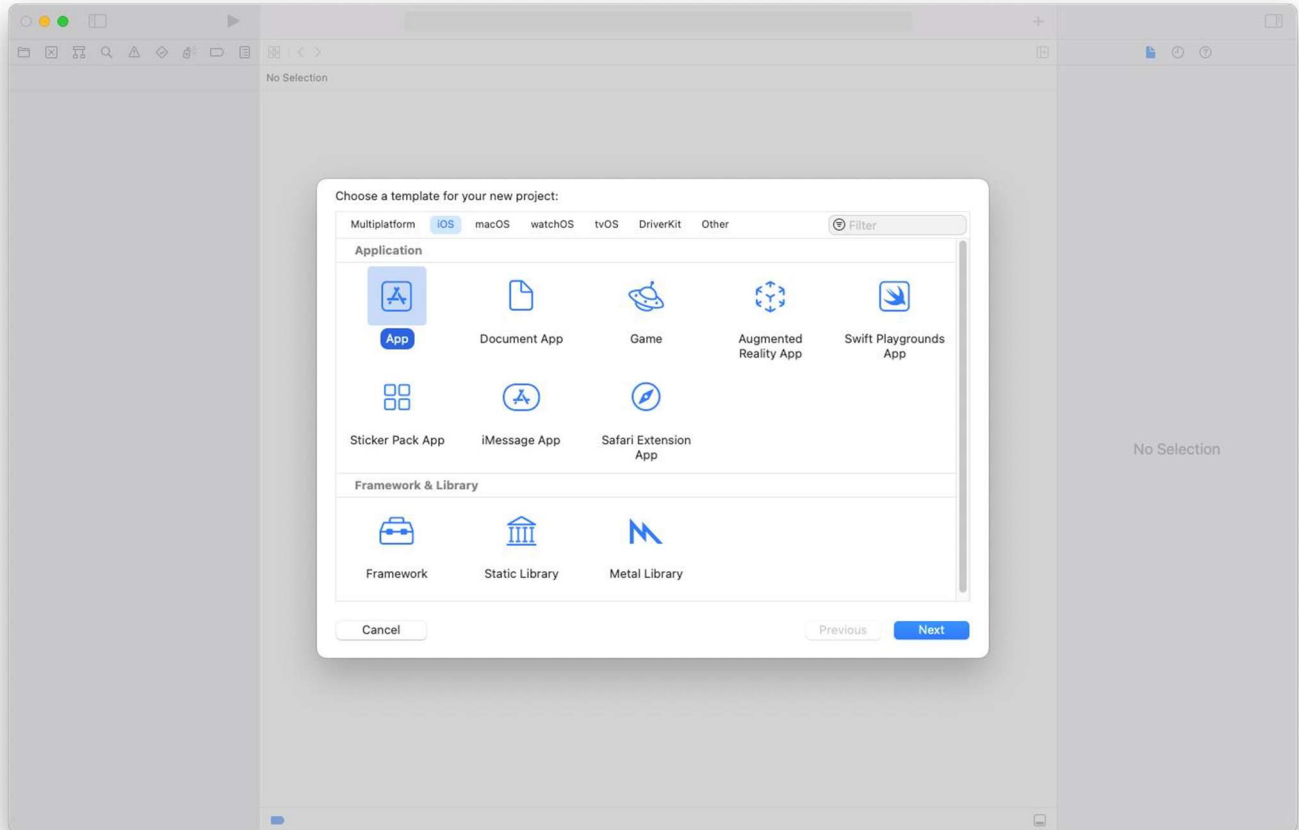 No Selection
Choose a template for your new project:
Multiplatform iOS macOS watchOS tvOS DriverKit Other Filter
Application
App Document App Game Augmented Reality App Swift Playgrounds App
Sticker Pack App iMessage App Safari Extension App
No Selection
Framework & Library
Framework Static Library Metal Library
Cancel Previous Next